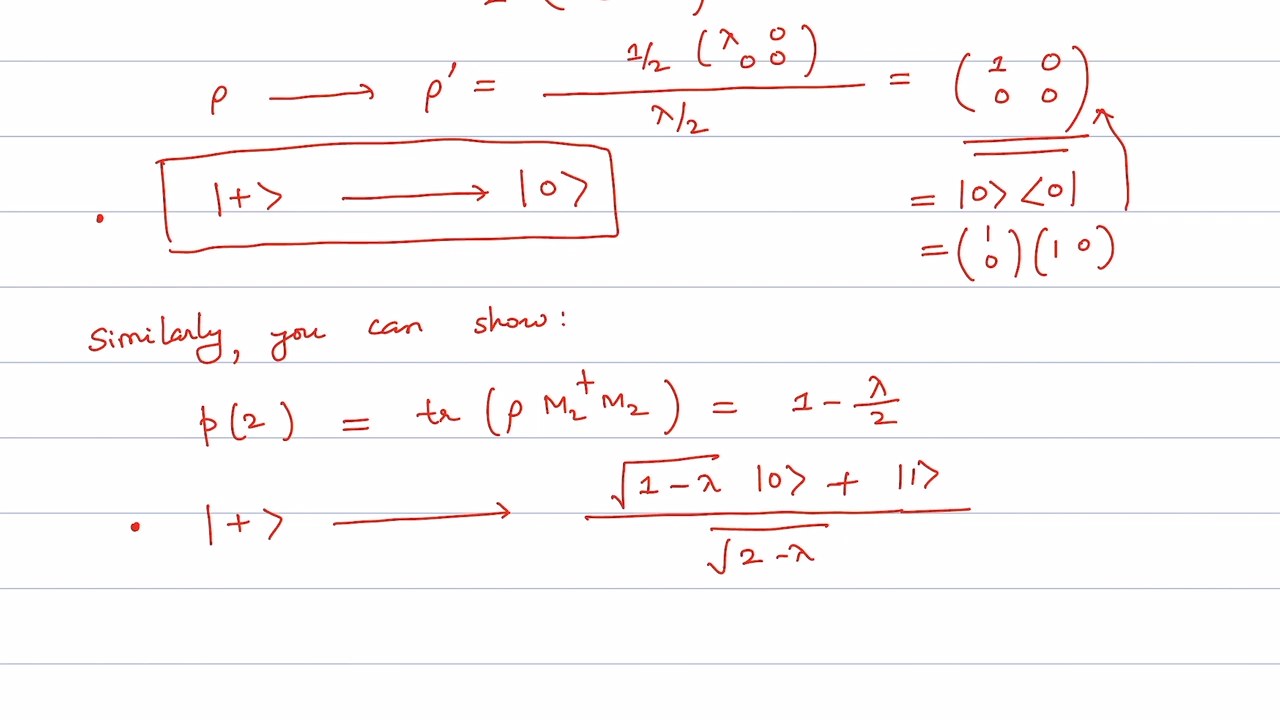 ρ ⟶ ρ' = 1/2 (λ 0 0 0) / λ/2 = (1 0 0 0)
|+> ⟶ |0>
= |0> <0|
= (1 0) (1 0)
Similarly, you can show:
p(2) = tr (ρ M₂† M₂) = 1 - λ/2
• |+> ⟶ √(1-λ) |0> + |1> / √(2-λ)